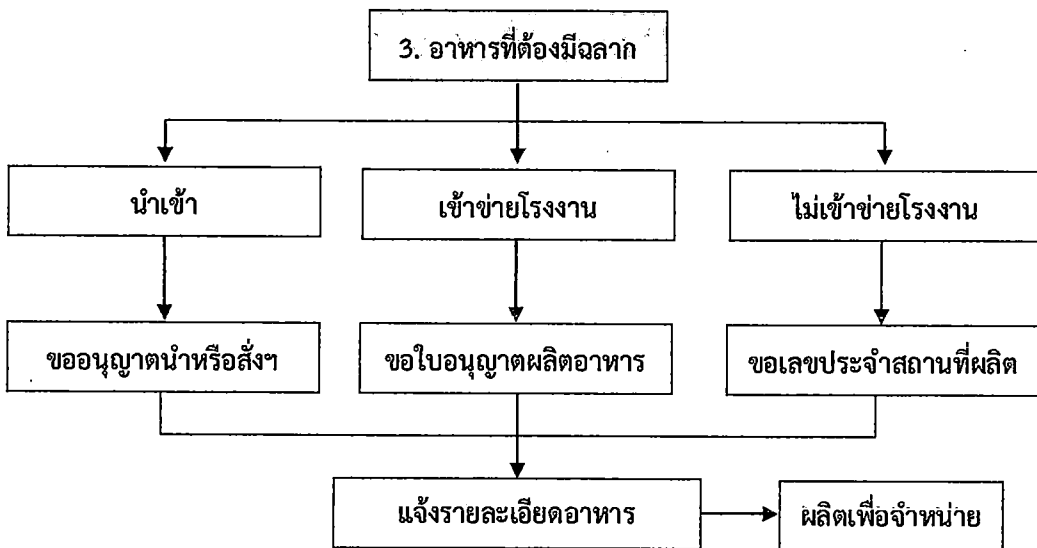 3. อาหารที่ต้องมีฉลาก
นำเข้า
เข้าข่ายโรงงาน
ไม่เข้าข่ายโรงงาน
ขออนุญาตนำหรือสั่งฯ
ขอใบอนุญาตผลิตอาหาร
ขอเลขประจำสถานที่ผลิต
แจ้งรายละเอียดอาหาร
ผลิตเพื่อจำหน่าย